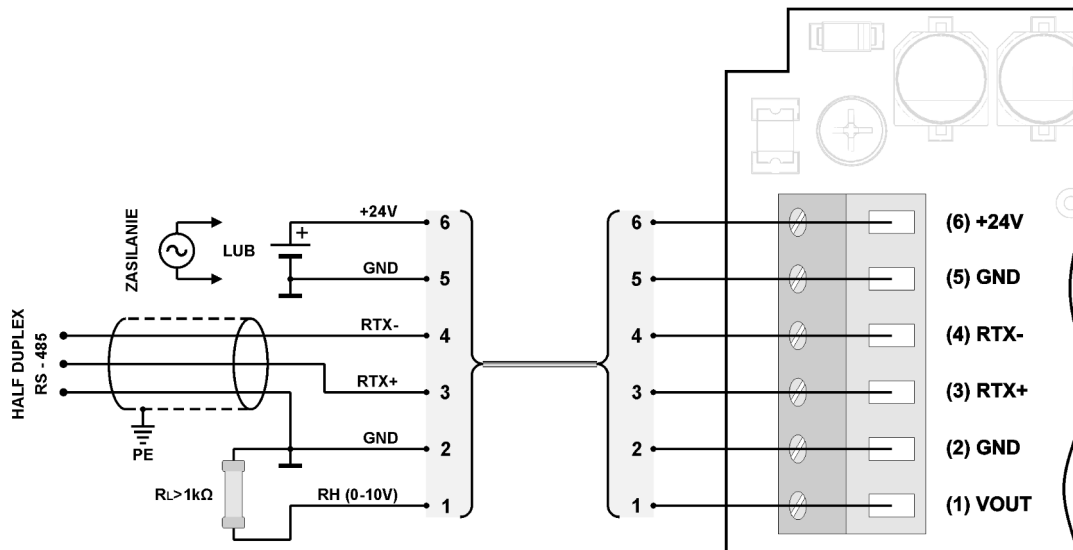 ZASILANIE
LUB
+
+24V
GND
HALF DUPLEX
RS - 485
RTX-
RTX+
PE
GND
RL>1kΩ
RH (0-10V)
6
5
4
3
2
1
6
5
4
3
2
1
(6) +24V
(5) GND
(4) RTX-
(3) RTX+
(2) GND
(1) VOUT